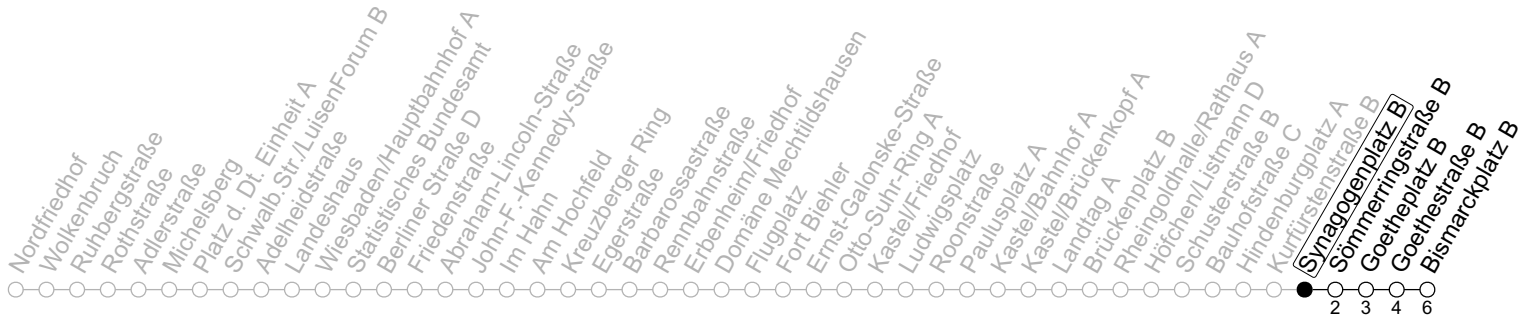 Nordfriedhof
Wolkenbruch
Ruhbergstraße
Rothstraße
Adlerstraße
Michelsberg
Platz d. Dt. Einheit A
Schwalb.Str./LuisenForum B
Adelheidstraße
Landeshaus
Wiesbaden/Hauptbahnhof A
Statistisches Bundesamt
Berliner Straße D
Friedenstraße
Abraham-Lincoln-Straße
John-F.-Kennedy-Straße
Im Hahn
Am Hochfeld
Kreuzberger Ring
Egerstraße
Barbarossastraße
Rennbahnstraße
Erbenheim/Friedhof
Domäne Mechtildshausen
Flugplatz
Fort Biehler
Ernst-Galonske-Straße
Otto-Suhr-Ring A
Kastel/Friedhof
Ludwigsplatz
Roonstraße
Paulusplatz A
Kastel/Bahnhof A
Kastel/Brückenkopf A
Landtag A
Brückenplatz B
Rheingoldhalle/Rathaus A
Höfchen/Listmann D
Schusterstraße B
Bauhofstraße C
Hindenburgplatz A
Kurfürstenstraße B
Synagogenplatz B
Sömmerringstraße B
Goetheplatz B
Goethestraße B
Bismarckplatz B
2 3 4 6